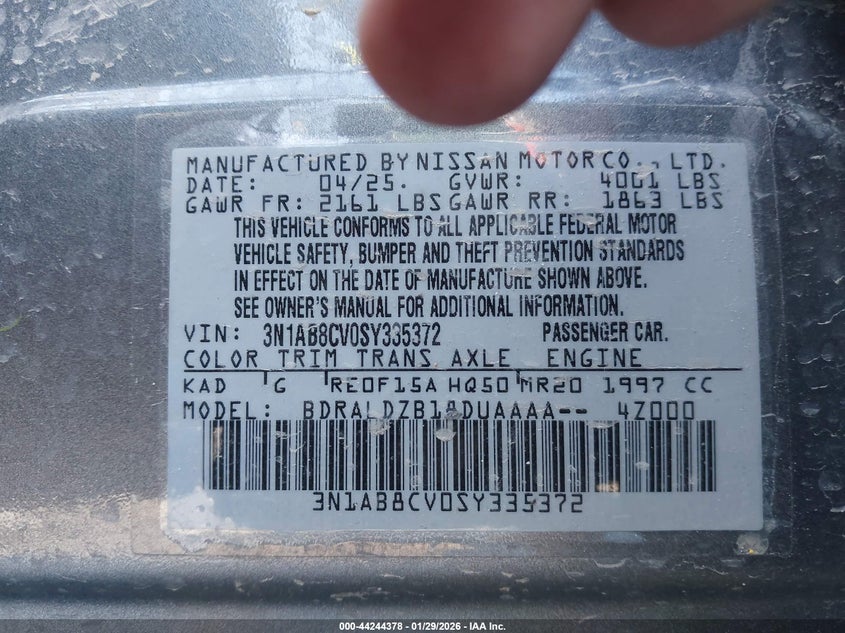 MANUFACTURED BY NISSAN MOTOR CO., LTD.
DATE: 04/25. GVWR: 4001 LBS
GAWR FR: 2161 LBS GAWR RR: 1863 LBS
THIS VEHICLE CONFORMS TO ALL APPLICABLE FEDERAL MOTOR
VEHICLE SAFETY, BUMPER AND THEFT PREVENTION STANDARDS
IN EFFECT ON THE DATE OF MANUFACTURE SHOWN ABOVE.
SEE OWNER'S MANUAL FOR ADDITIONAL INFORMATION.
VIN: 3N1AB8CV0SY335372 PASSENGER CAR.
COLOR TRIM TRANS AXLE ENGINE
KAD G RE0F15A HQ50 MR20 1997 CC
MODEL: BDRALDZB18DUAAAA-- 4Z000
3N1AB8CV0SY335372
000-44244378 | 01/29/2026 - IAA Inc.